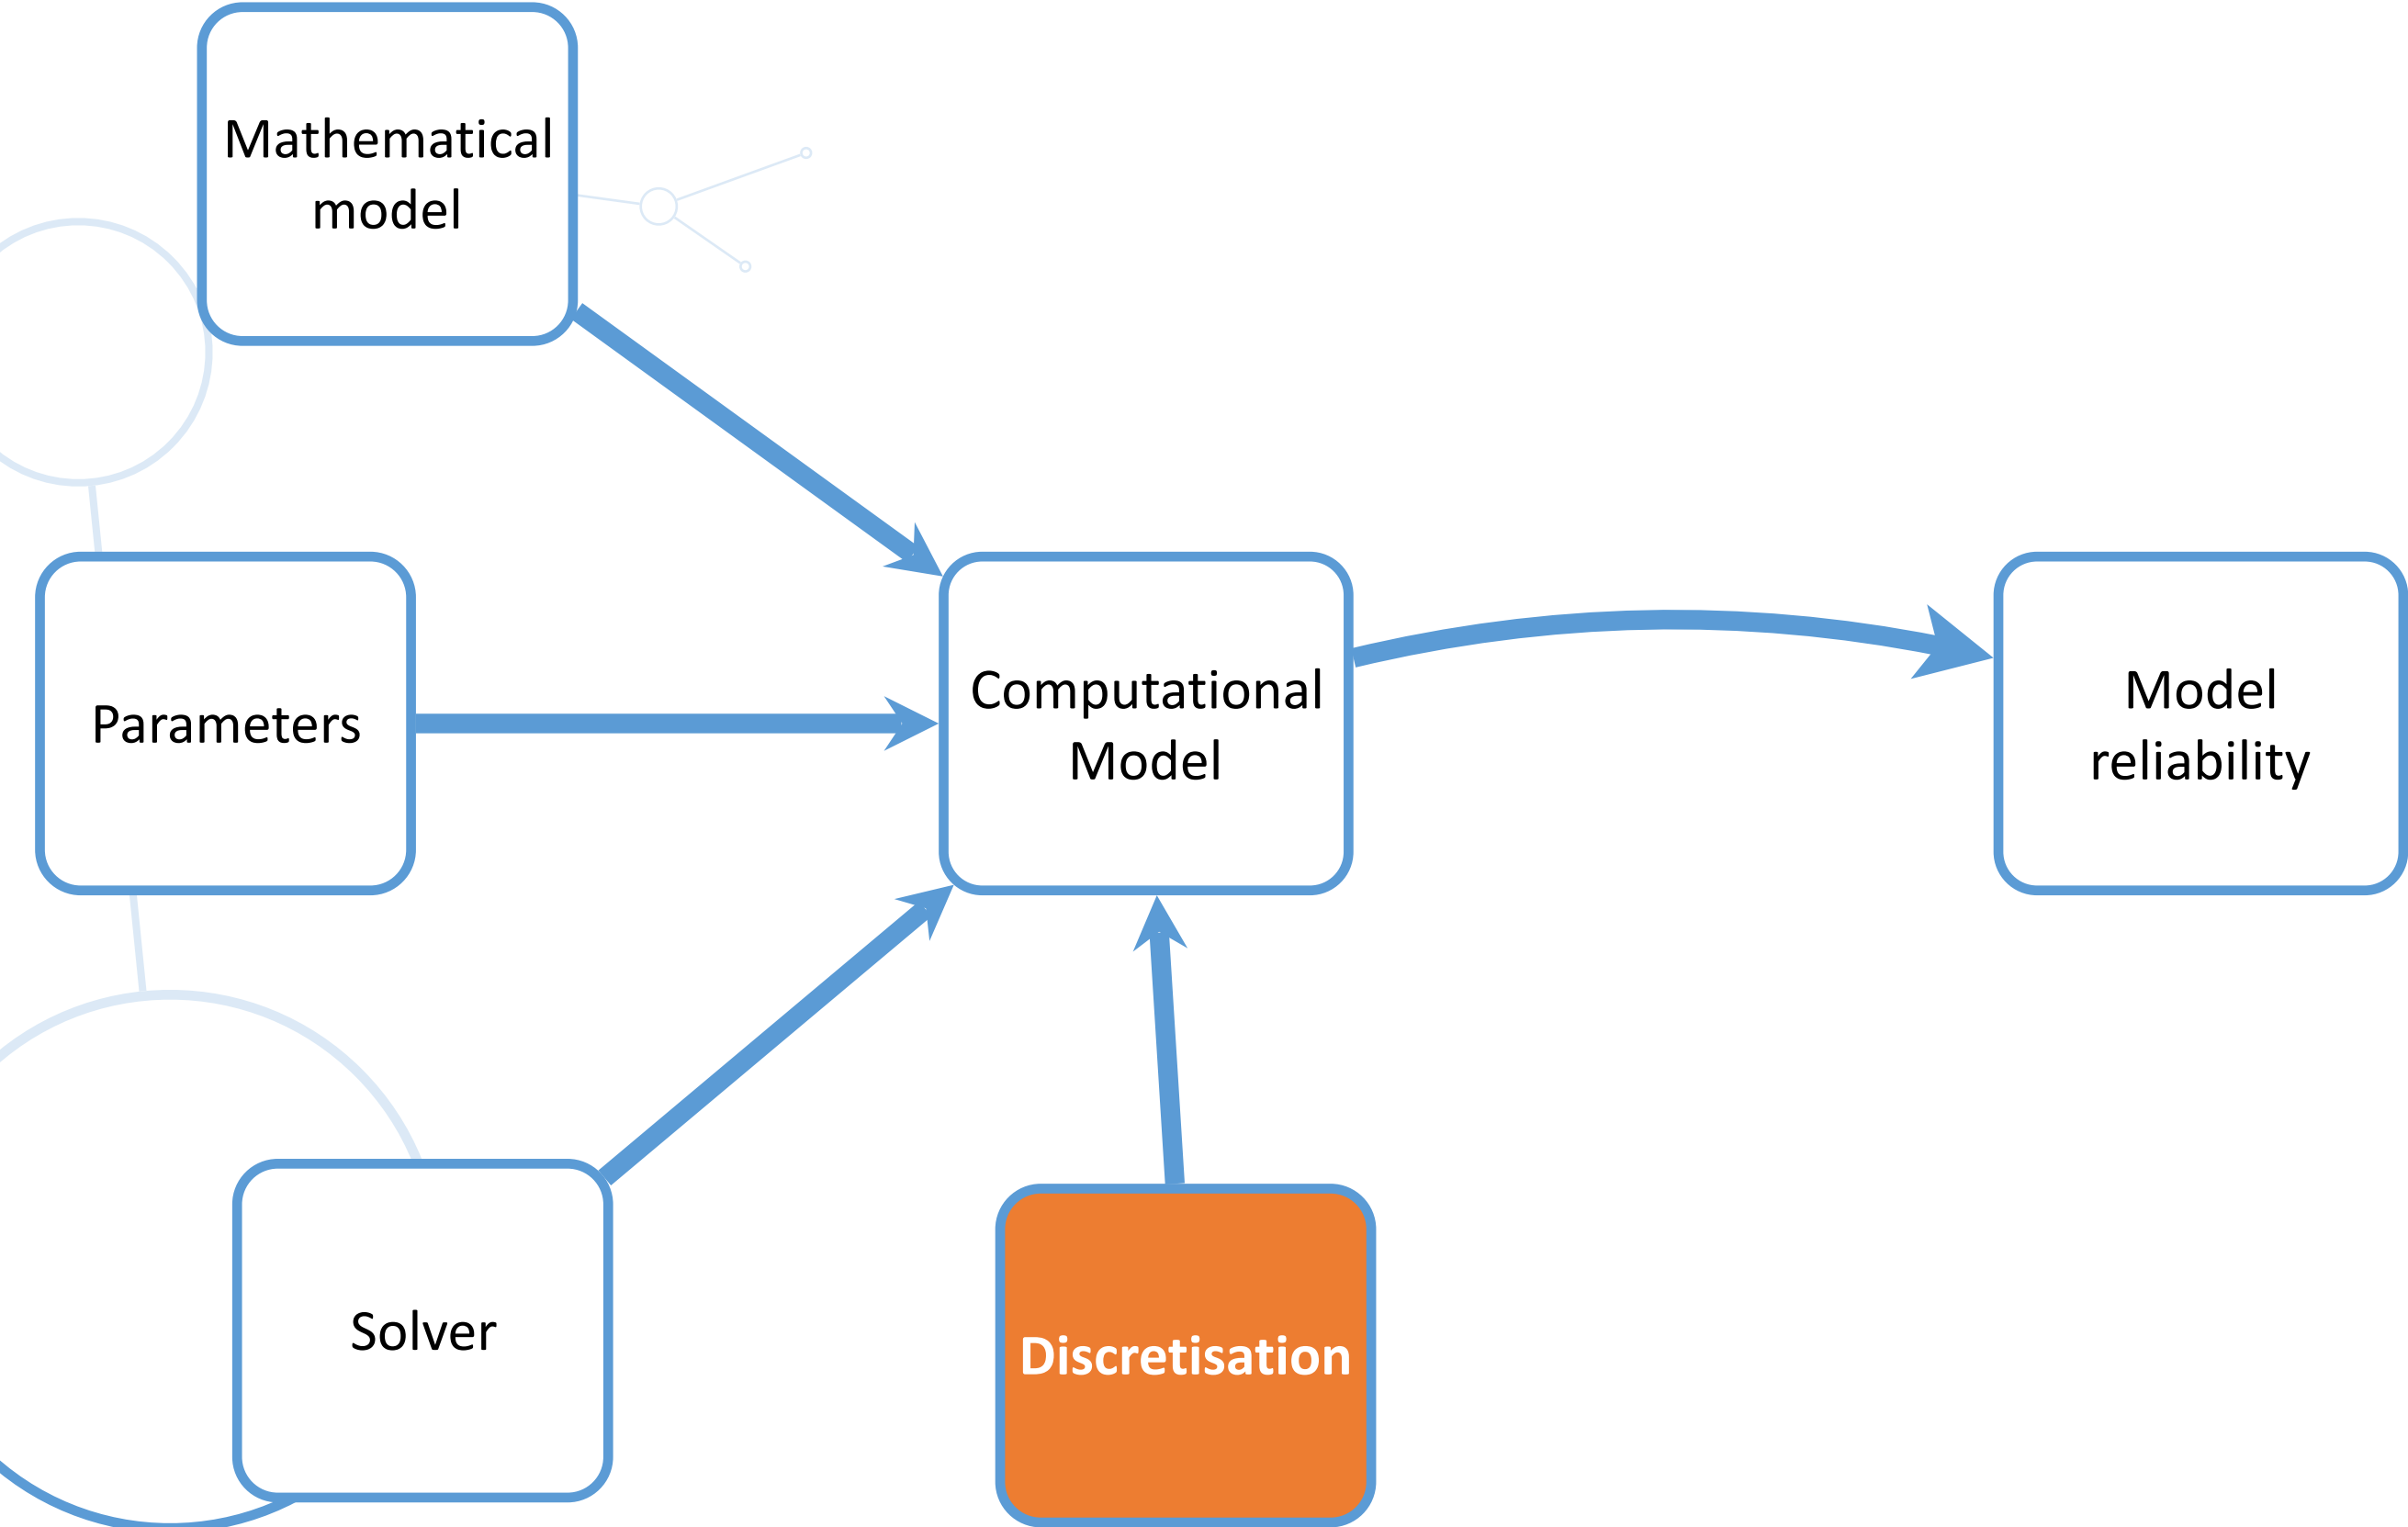 Mathematical
model
Parameters
Computational
Model
Model
reliability
Solver
Discretisation